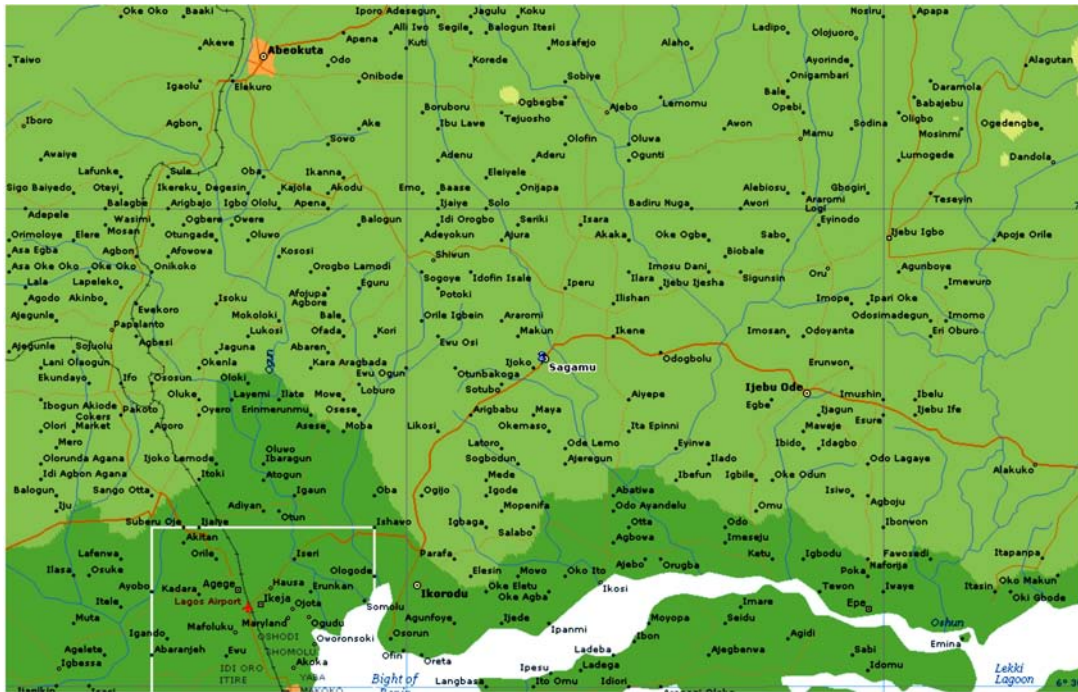 Oke Oko
Baaki
Iporo Adesegun
Jagulu
Koku
Nosiru
Apapa
Alli Ivo
Segile
Balogun Itesi
Ladipo
Olojuoro
Akewe
Abeokuta
Apena
Kuti
Mosafejo
Alaho
Taiwo
Odo
Korede
Ayorinde
Alagutan
Igaolu
Elekuro
Onibode
Sobiye
Onigambari
Daramola
Ogbegbe
Lemomu
Bale
Babajebu
Boruboru
Ajebo
Opebi
Iboro
Agbon
Ake
Ibu Lawe
Tejuosho
Awon
Sodina
Oligbo
Mosinmi
Ogedengbe
Sowo
Olofin
Oluwa
Mamu
Awaiye
Adenu
Aderu
Ogunti
Lumogede
Dandola
Lafunke
Sule
Oba
Ikanna
Eleiyele
Sigo Baiyedo
Oteyi
Ikereku
Degesin
Kajola
Akodu
Emo
Baase
Onijapa
Alebiosu
Gbogiri
Teseyin
Balagbe
Arigbajo
Igbo Ololu
Apena
Ijaiye
Solo
Badiru Nuga
Awori
Araromi
Logi
Adepele
Wasimi
Ogbere
Owere
Balogun
Idi Orogbo
Seriki
Isara
Eyinodo
7
Mosan
Orimoloye
Elere
Otungade
Oluwo
Adeyokun
Ajura
Akaka
Oke Ogbe
Sabo
Ijebu Igbo
Apoje Orile
Asa Egba
Agbon
Afowowa
Kososi
Shiwun
Biobale
Asa Oke Oko
Oke Oko
Onikoko
Orogbo Lamodi
Sogoye
Idofin Isale
Ilara
Imosu Dani
Sigunsin
Oru
Agunboye
Lala
Lapeleko
Afojupa
Eguru
Potoki
Iperu
Ijebu Ijesha
Imewuro
Agodo
Akinbo
Ewekoro
Isoku
Agbore
Ilishan
Imope
Ipari Oke
Ajegunle
Mokoloki
Bale
Orile Igbein
Araromi
Odosimadegun
Imomo
Papalanto
Lukosi
Ofada
Kori
Makun
Ikene
Imosan
Odoyanta
Eri Oburo
Agbesi
Ewu Osi
Ajegunle
Sojuolu
Jaguna
Abaren
Odogbolu
Lani Olaogun
Okenla
Kara Aragbada
Ijoko
Sagamu
Erunwon
Ekundayo
Ifo
Ososun
Oloki
Ewu Ogun
Otunbakoga
Loburo
Sotubo
Ijebu Ode
Ibogun Akiode
Oluke
Layemi
Ilate
Mowe
Aiyepe
Egbe
Imushin
Ibelu
Cokers
Pakoto
Oyero
Erinmerunmu
Osese
Arigbabu
Maya
Ijagun
Esure
Ijebu Ife
Olori
Market
Agoro
Asese
Moba
Likosi
Okemaso
Ita Epinni
Maweje
Mero
Oluwo
Latoro
Ode Lemo
Eyinwa
Ibido
Idagbo
Olorunda Agana
Ijoko Lemode
Ibaragun
Sogbodun
Ajeregun
Ilado
Odo Lagaye
Alakuko
Idi Agbon Agana
Itoki
Atogun
Mede
Ibefun
Igbile
Oke Odun
Balogun
Sango Otta
Igaun
Oba
Ogijo
Igode
Abatiwa
Isiwo
Agboju
Iju
Adiyan
Otun
Mopenifa
Odo Ayandelu
Omu
Suberu Oje
Ijaiye
Ishawo
Igbaga
Salabo
Otta
Odo
Ibonwon
Akitan
Agbowa
Imeseju
Lafenwa
Orile
Iseri
Parafa
Ajebo
Orugba
Ketu
Igbodu
Fawosedi
Itapanpa
Ilasa
Osuke
Ologode
Elesin
Mowo
Oke Ito
Poka
Naforija
Oke Makun
Ayobo
Kadara
Agege
Hausa
Erunkan
Ikorodu
Oke Eletu
Ikosi
Tewon
Iwaye
Itasin
Oki Gbode
Itele
Lagos Airport
Ikeja
Ojota
Somolu
Oke Agba
Imare
Epe
Muta
Mafoluku
Maryland
Ogudu
Agunfoye
Ijede
Ipanmi
Moyopa
Seidu
Oshun
Igando
OSHODI
Oworonsoki
Osorun
Ibon
Agidi
Emina
Agelete
Abaranjeh
Ewu
SHOMOLU
Ofin
Oreta
Ladeba
Ajegbenwa
Sabi
Igbessa
IDI ORO
Akoka
Ipesu
Ladega
Idomu
Lekki
Lagoon
ITIRE
YABA
Bight of
Langbasa
Ito Omu
Idiori